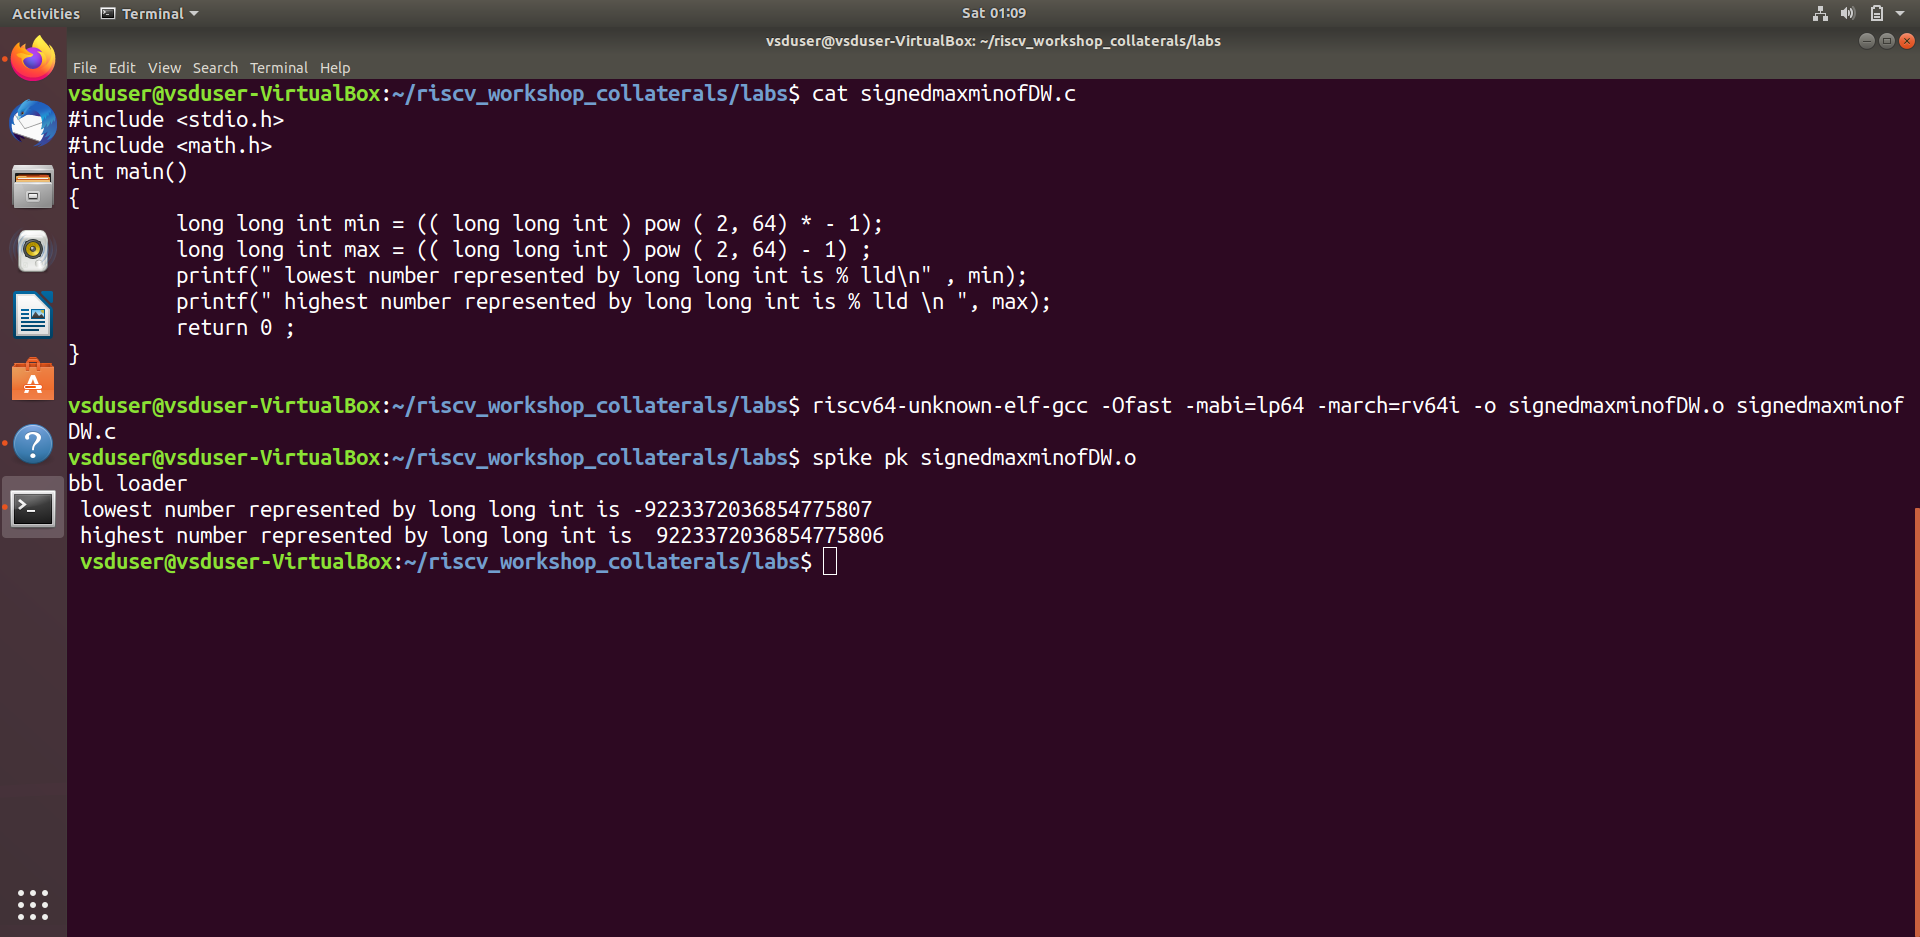 Activities Terminal Sat 01:09
vsduser@vsduser-VirtualBox: ~/riscv_workshop_collaterals/labs
File Edit View Search Terminal Help
vsduser@vsduser-VirtualBox:~/riscv_workshop_collaterals/labs$ cat signedmaxminofDW.c
#include <stdio.h>
#include <math.h>
int main()
{
         long long int min = (( long long int ) pow ( 2, 64) * - 1);
         long long int max = (( long long int ) pow ( 2, 64) - 1) ;
         printf(" lowest number represented by long long int is % lld\n" , min);
         printf(" highest number represented by long long int is % lld \n ", max);
         return 0 ;
}
vsduser@vsduser-VirtualBox:~/riscv_workshop_collaterals/labs$ riscv64-unknown-elf-gcc -Ofast -mabi=lp64 -march=rv64i -o signedmaxminofDW.o signedmaxminof
DW.c
vsduser@vsduser-VirtualBox:~/riscv_workshop_collaterals/labs$ spike pk signedmaxminofDW.o
bbl loader
 lowest number represented by long long int is -9223372036854775807
 highest number represented by long long int is  9223372036854775806
 vsduser@vsduser-VirtualBox:~/riscv_workshop_collaterals/labs$